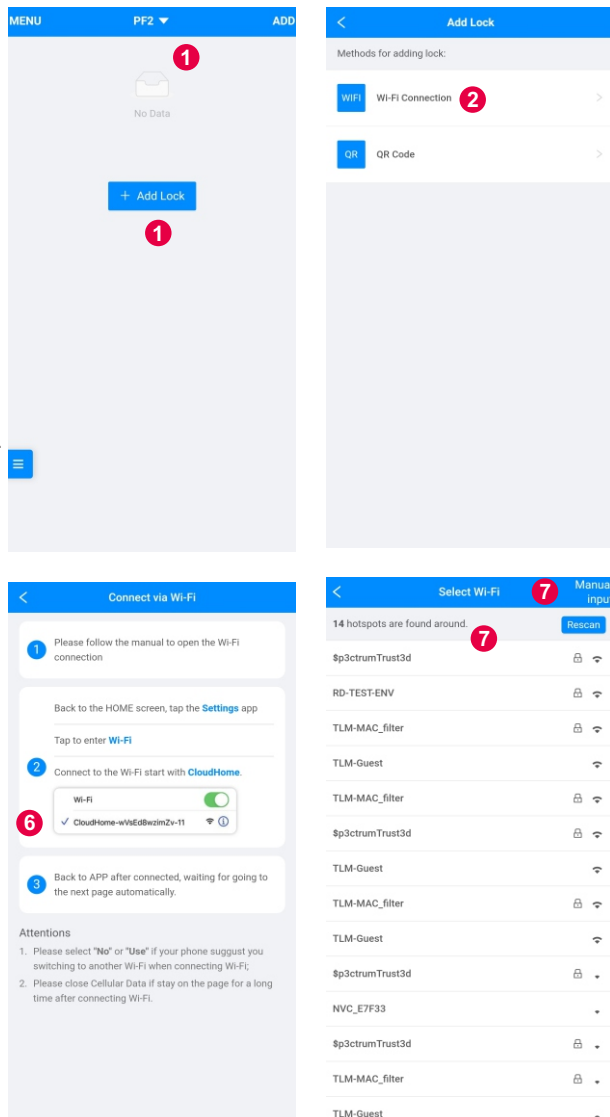 MENU PF2 ADD
1
No Data
+ Add Lock
1
Add Lock
Methods for adding lock:
WIFI Wi-Fi Connection 2
QR QR Code
Connect via Wi-Fi
1 Please follow the manual to open the Wi-Fi
connection
Back to the HOME screen, tap the Settings app
Tap to enter Wi-Fi
2 Connect to the Wi-Fi start with CloudHome.
Wi-Fi
6 CloudHome-wVsEdBwzimZv-11
3 Back to APP after connected, waiting for going to
the next page automatically.
Attentions
1. Please select "No" or "Use" if your phone suggust you
switching to another Wi-Fi when connecting Wi-Fi;
2. Please close Cellular Data if stay on the page for a long
time after connecting Wi-Fi.
Select Wi-Fi 7 Manua
input
14 hotspots are found around. Rescan
7
$p3ctrumTrust3d
RD-TEST-ENV
TLM-MAC_filter
TLM-Guest
TLM-MAC_filter
$p3ctrumTrust3d
TLM-Guest
TLM-MAC_filter
TLM-Guest
$p3ctrumTrust3d
NVC_E7F33
$p3ctrumTrust3d
TLM-MAC_filter
TLM-Guest